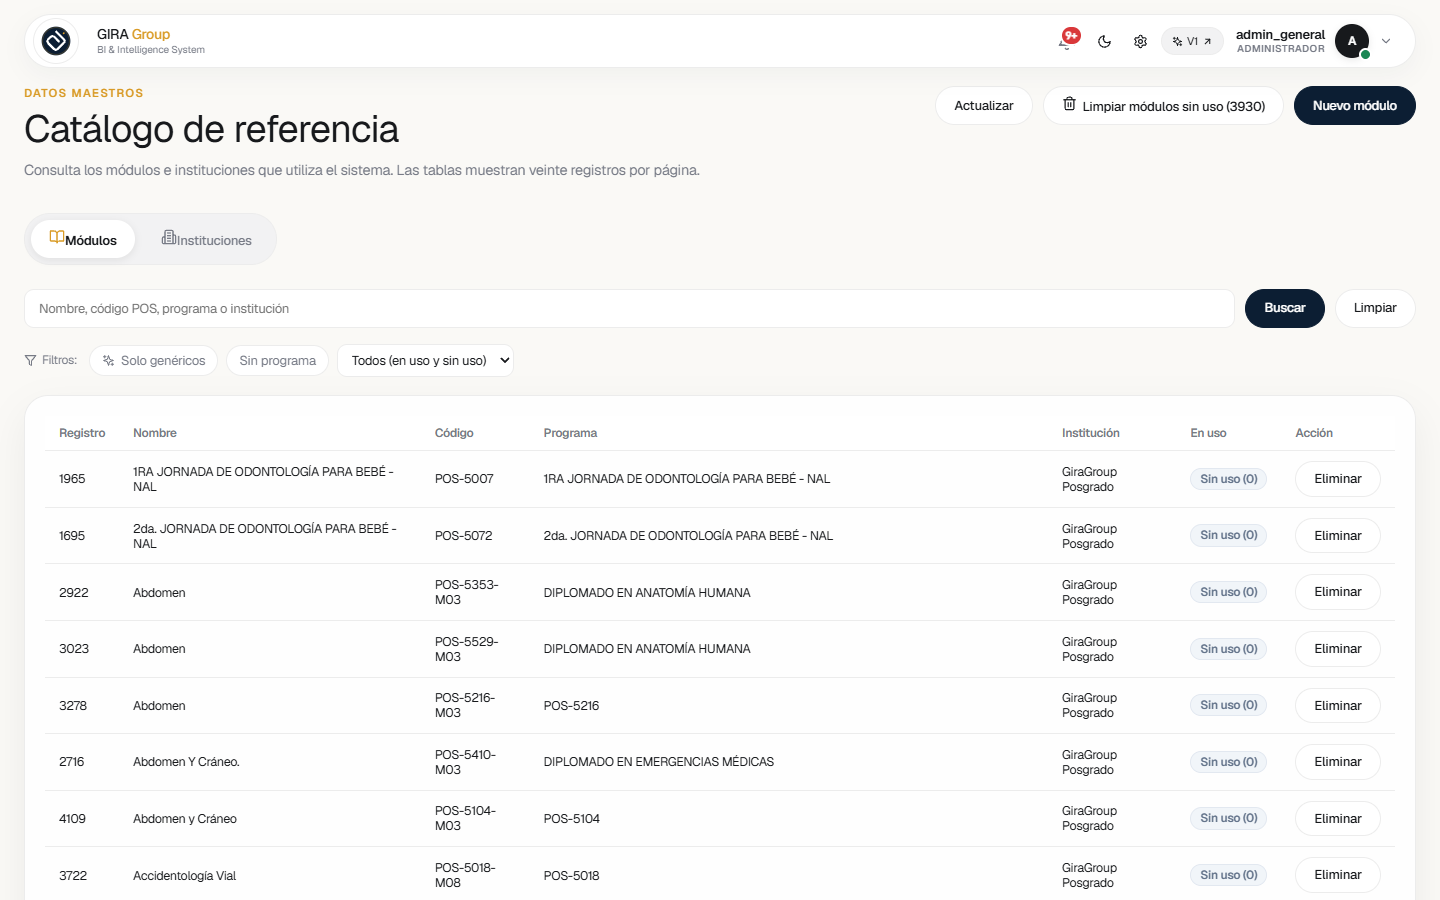 GIRA Group
BI & Intelligence System
9+
V1
admin_general
ADMINISTRADOR
A
DATOS MAESTROS
Catálogo de referencia
Consulta los módulos e instituciones que utiliza el sistema. Las tablas muestran veinte registros por página.
Actualizar
Limpiar módulos sin uso (3930)
Nuevo módulo
Módulos
Instituciones
Nombre, código POS, programa o institución
Buscar
Limpiar
Filtros:
Solo genéricos
Sin programa
Todos (en uso y sin uso)
Registro Nombre Código Programa Institución En uso Acción
1965 1RA JORNADA DE ODONTOLOGÍA PARA BEBÉ - NAL POS-5007 1RA JORNADA DE ODONTOLOGÍA PARA BEBÉ - NAL GiraGroup Posgrado Sin uso (0) Eliminar
1695 2da. JORNADA DE ODONTOLOGÍA PARA BEBÉ - NAL POS-5072 2da. JORNADA DE ODONTOLOGÍA PARA BEBÉ - NAL GiraGroup Posgrado Sin uso (0) Eliminar
2922 Abdomen POS-5353-M03 DIPLOMADO EN ANATOMÍA HUMANA GiraGroup Posgrado Sin uso (0) Eliminar
3023 Abdomen POS-5529-M03 DIPLOMADO EN ANATOMÍA HUMANA GiraGroup Posgrado Sin uso (0) Eliminar
3278 Abdomen POS-5216-M03 POS-5216 GiraGroup Posgrado Sin uso (0) Eliminar
2716 Abdomen Y Cráneo. POS-5410-M03 DIPLOMADO EN EMERGENCIAS MÉDICAS GiraGroup Posgrado Sin uso (0) Eliminar
4109 Abdomen y Cráneo POS-5104-M03 POS-5104 GiraGroup Posgrado Sin uso (0) Eliminar
3722 Accidentología Vial POS-5018-M08 POS-5018 GiraGroup Posgrado Sin uso (0) Eliminar